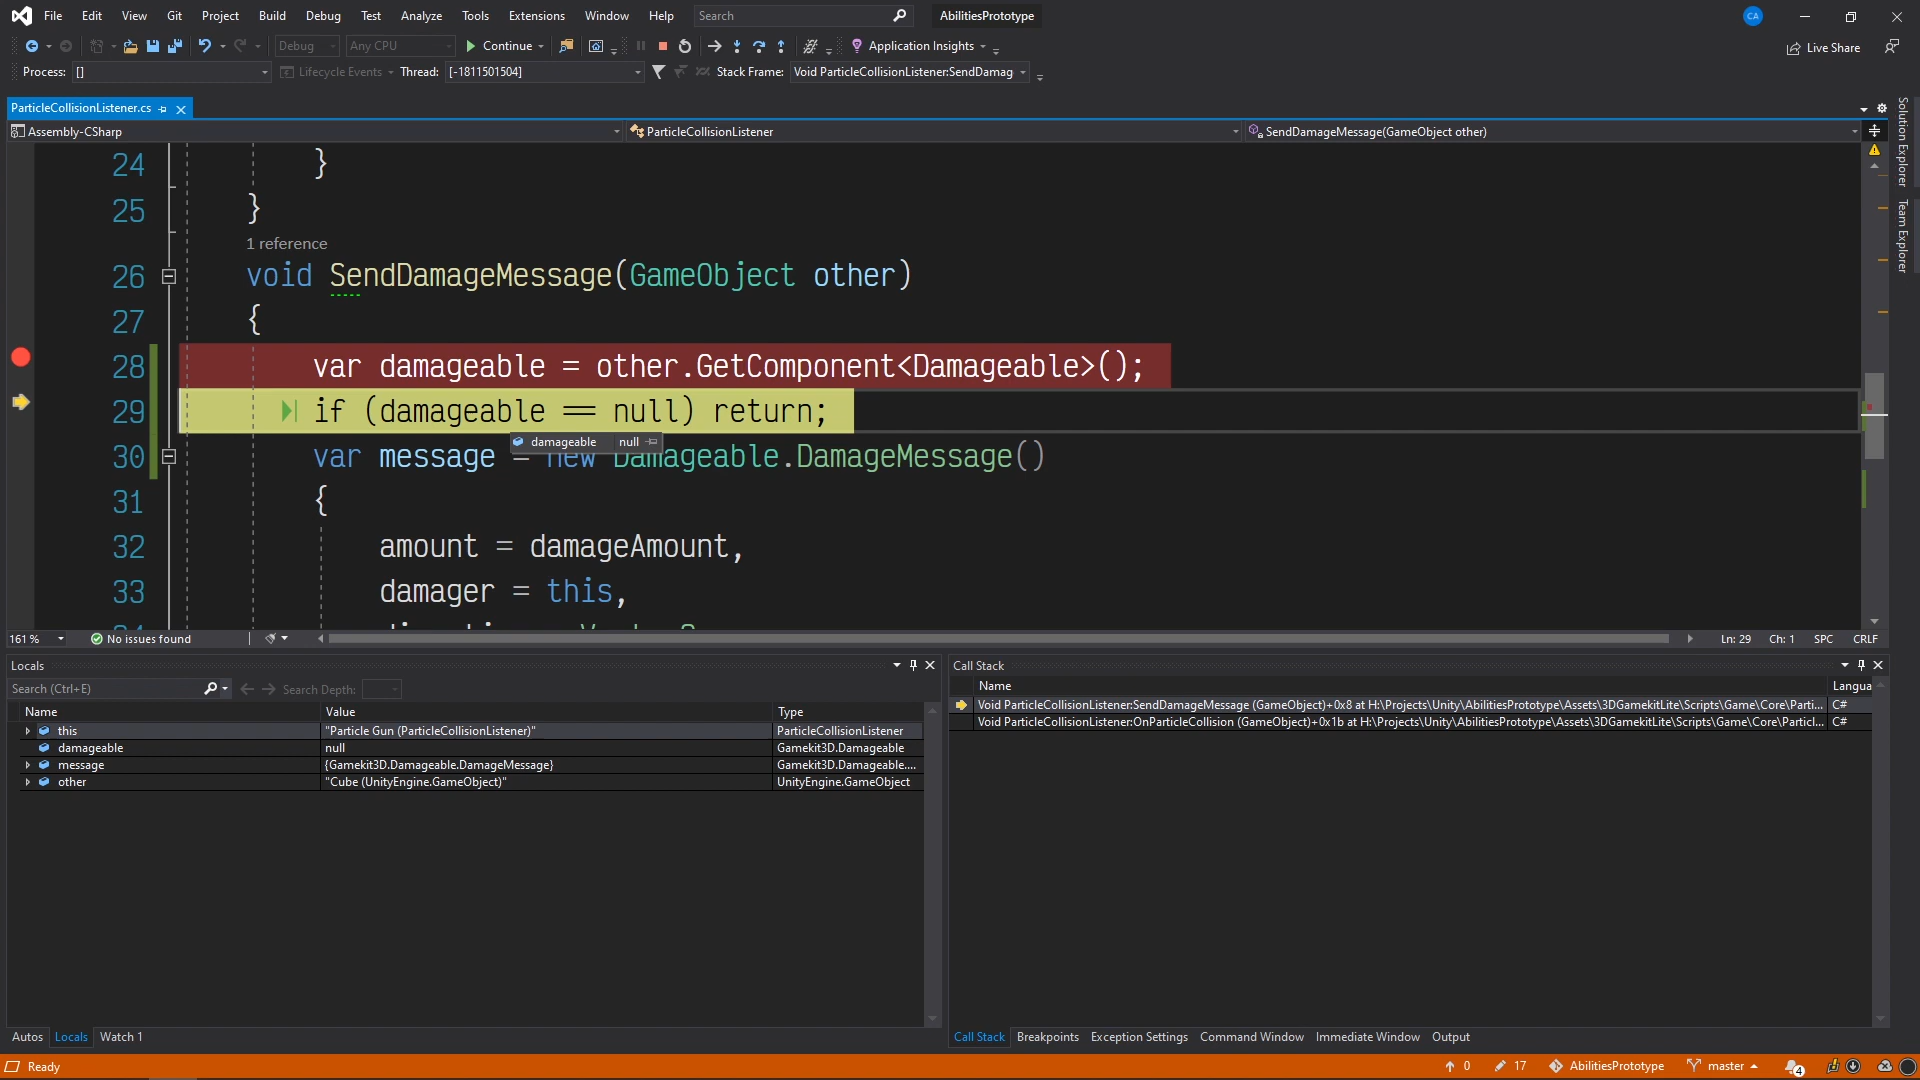 File Edit View Git Project Build Debug Test Analyze Tools Extensions Window Help Search AbilitiesPrototype CA
Debug Any CPU Continue Application Insights Live Share
Process: [] Lifecycle Events Thread: [-1811501504] Stack Frame: Void ParticleCollisionListener:SendDamag
ParticleCollisionListener.cs
Assembly-CSharp ParticleCollisionListener SendDamageMessage(GameObject other)
24 }
25 }
1 reference
26 void SendDamageMessage(GameObject other)
27 {
28 var damageable = other.GetComponent<Damageable>();
29 if (damageable == null) return;
damageable null
30 var message = new Damageable.DamageMessage()
31 {
32 amount = damageAmount,
33 damager = this,
161 % No issues found Ln: 29 Ch: 1 SPC CRLF
Solution Explorer
Team Explorer
Locals
Search (Ctrl+E) Search Depth:
Name Value Type
this "Particle Gun (ParticleCollisionListener)" ParticleCollisionListener
damageable null Gamekit3D.Damageable
message {Gamekit3D.Damageable.DamageMessage} Gamekit3D.Damageable....
other "Cube (UnityEngine.GameObject)" UnityEngine.GameObject
Autos Locals Watch 1
Call Stack
Name Langua
Void ParticleCollisionListener:SendDamageMessage (GameObject)+0x8 at H:\Projects\Unity\AbilitiesPrototype\Assets\3DGamekitLite\Scripts\Game\Core\Parti... C#
Void ParticleCollisionListener:OnParticleCollision (GameObject)+0x1b at H:\Projects\Unity\AbilitiesPrototype\Assets\3DGamekitLite\Scripts\Game\Core\Particl... C#
Call Stack Breakpoints Exception Settings Command Window Immediate Window Output
Ready 0 17 AbilitiesPrototype master 4